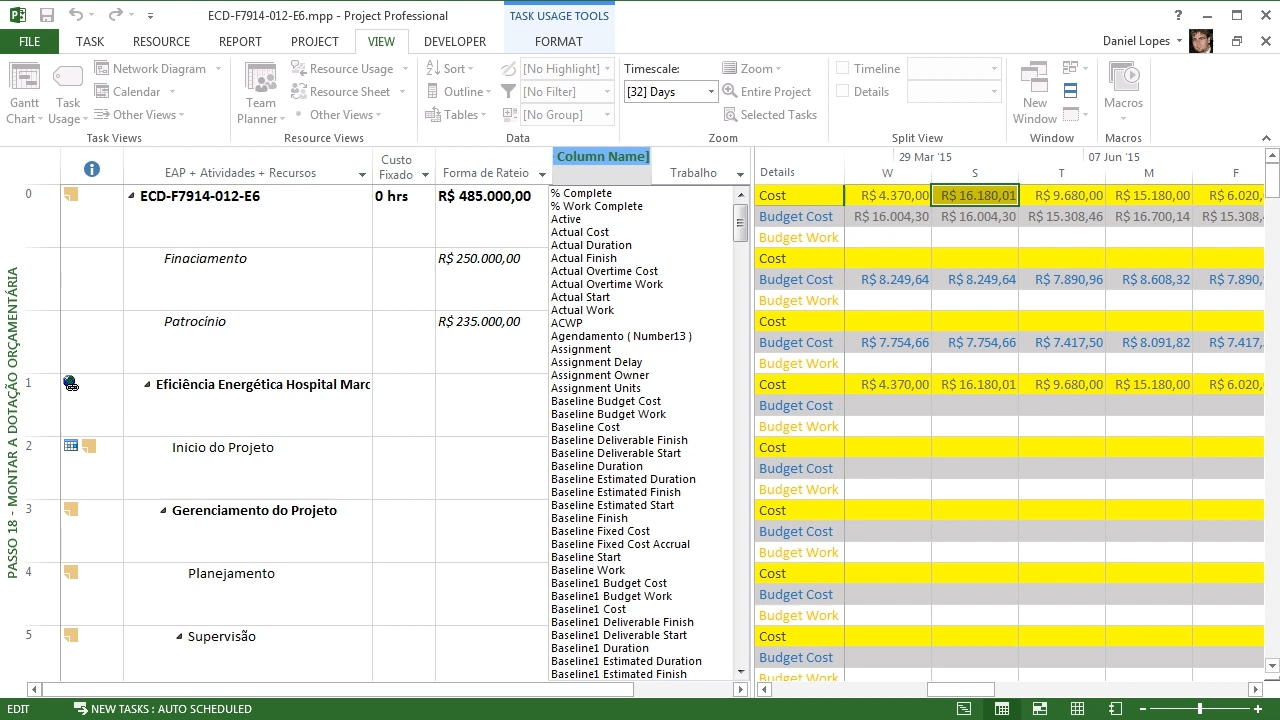 ECD-F7914-012-E6.mpp - Project Professional
TASK USAGE TOOLS
FILE TASK RESOURCE REPORT PROJECT VIEW DEVELOPER FORMAT
Daniel Lopes
Gantt Chart
Task Usage
Network Diagram
Calendar
Other Views
Task Views
Team Planner
Resource Usage
Resource Sheet
Other Views
Resource Views
Sort
Outline
Tables
[No Highlight]
[No Filter]
[No Group]
Data
Timescale:
[32] Days
Zoom
Entire Project
Selected Tasks
Zoom
Timeline
Details
Split View
New Window
Window
Macros
Macros
PASSO 18 - MONTAR A DOTAÇÃO ORÇAMENTÁRIA
EAP + Atividades + Recursos
Custo Fixado
Forma de Rateio
Column Name]
Trabalho
0 ECD-F7914-012-E6 0 hrs R$ 485.000,00
Finaciamento R$ 250.000,00
Patrocínio R$ 235.000,00
1 Eficiência Energética Hospital Marc
2 Inicio do Projeto
3 Gerenciamento do Projeto
4 Planejamento
5 Supervisão
% Complete
% Work Complete
Active
Actual Cost
Actual Duration
Actual Finish
Actual Overtime Cost
Actual Overtime Work
Actual Start
Actual Work
ACWP
Agendamento ( Number13 )
Assignment
Assignment Delay
Assignment Owner
Assignment Units
Baseline Budget Cost
Baseline Budget Work
Baseline Cost
Baseline Deliverable Finish
Baseline Deliverable Start
Baseline Duration
Baseline Estimated Duration
Baseline Estimated Finish
Baseline Estimated Start
Baseline Finish
Baseline Fixed Cost
Baseline Fixed Cost Accrual
Baseline Start
Baseline Work
Baseline1 Budget Cost
Baseline1 Budget Work
Baseline1 Cost
Baseline1 Deliverable Finish
Baseline1 Deliverable Start
Baseline1 Duration
Baseline1 Estimated Duration
Baseline1 Estimated Finish
29 Mar '15 07 Jun '15
Details W S T M F
Cost R$ 4.370,00 R$ 16.180,01 R$ 9.680,00 R$ 15.180,00 R$ 6.020,
Budget Cost R$ 16.004,30 R$ 16.004,30 R$ 15.308,46 R$ 16.700,14 R$ 15.308,4
Budget Work
Cost
Budget Cost R$ 8.249,64 R$ 8.249,64 R$ 7.890,96 R$ 8.608,32 R$ 7.890,
Budget Work
Cost
Budget Cost R$ 7.754,66 R$ 7.754,66 R$ 7.417,50 R$ 8.091,82 R$ 7.417,
Budget Work
Cost R$ 4.370,00 R$ 16.180,01 R$ 9.680,00 R$ 15.180,00 R$ 6.020,
Budget Cost
Budget Work
Cost
Budget Cost
Budget Work
Cost
Budget Cost
Budget Work
Cost
Budget Cost
Budget Work
Cost
Budget Cost
Budget Work
EDIT NEW TASKS : AUTO SCHEDULED